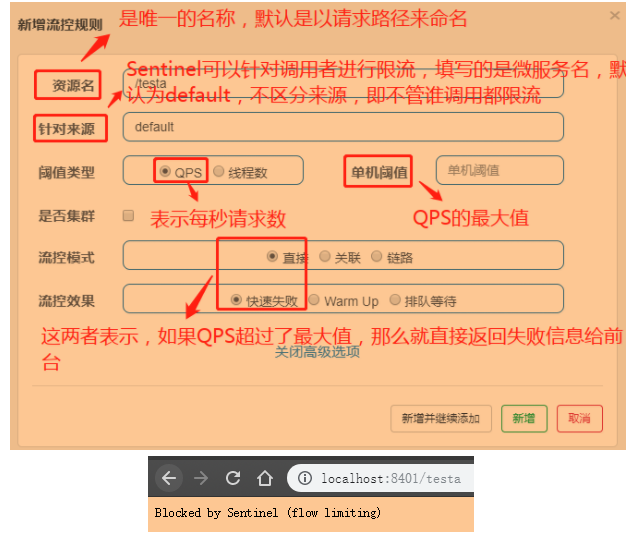 是唯一的名称，默认是以请求路径来命名
新增流控规则
×
Sentinel可以针对调用者进行限流，填写的是微服务名，默
资源名 /testa
认为default，不区分来源，即不管谁调用都限流
针对来源 default
阈值类型 QPS 线程数 单机阈值 单机阈值
是否集群
表示每秒请求数 QPS的最大值
流控模式 直接 关联 链路
流控效果 快速失败 Warm Up 排队等待
这两者表示，如果QPS超过了最大值，那么就直接返回失败信息给前
台
关闭高级选项
新增并继续添加 新增 取消
localhost:8401/testa
Blocked by Sentinel (flow limiting)